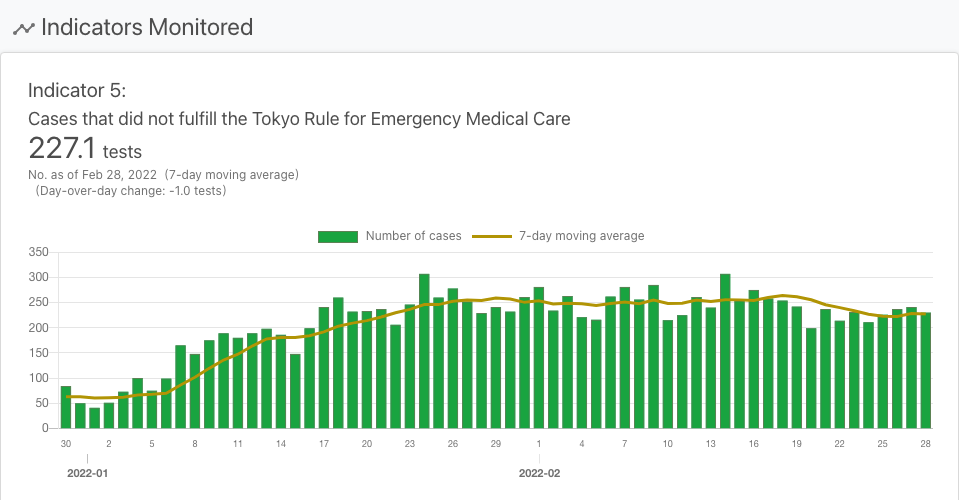 Indicators Monitored
Indicator 5:
Cases that did not fulfill the Tokyo Rule for Emergency Medical Care
227.1 tests
No. as of Feb 28, 2022 (7-day moving average)
(Day-over-day change: -1.0 tests)
Number of cases 7-day moving average
350
300
250
200
150
100
50
0
30 2 5 8 11 14 17 20 23 26 29 1 4 7 10 13 16 19 22 25 28
2022-01 2022-02